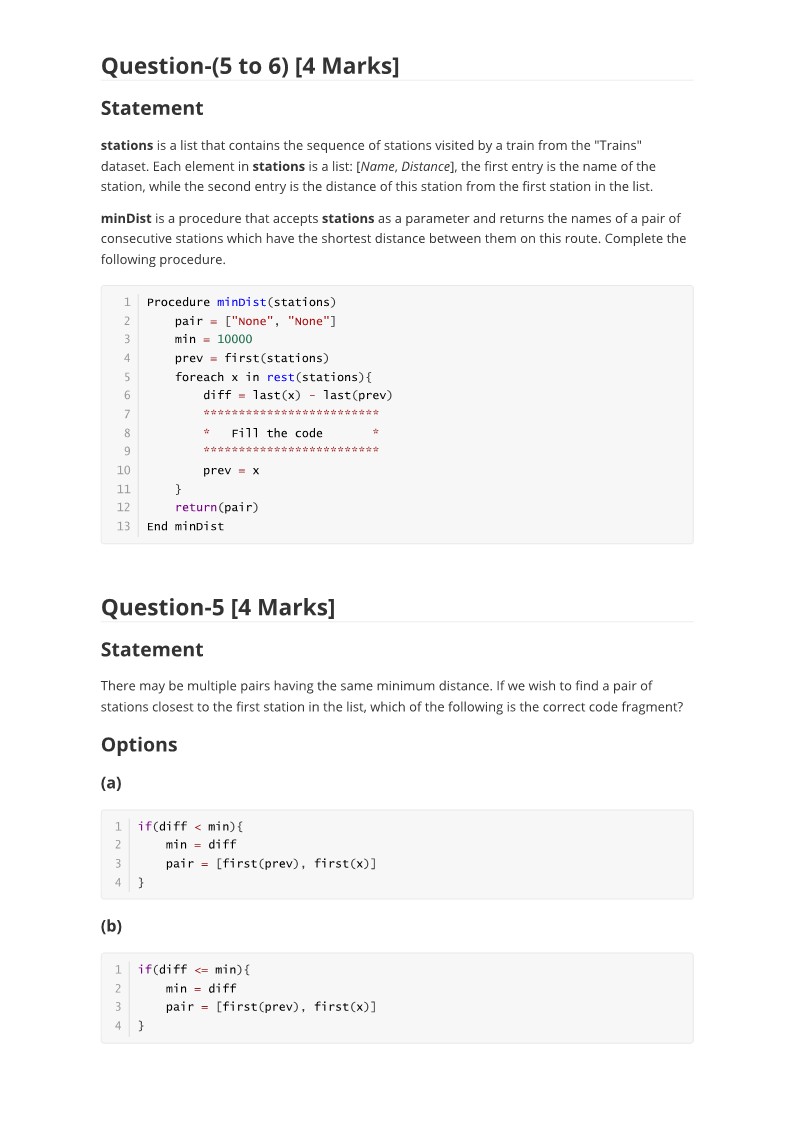 Question-(5 to 6) [4 Marks]
Statement
stations is a list that contains the sequence of stations visited by a train from the "Trains"
dataset. Each element in stations is a list: [Name, Distance], the first entry is the name of the
station, while the second entry is the distance of this station from the first station in the list.
minDist is a procedure that accepts stations as a parameter and returns the names of a pair of
consecutive stations which have the shortest distance between them on this route. Complete the
following procedure.
1 Procedure minDist(stations)
2     pair = ["None", "None"]
3     min = 10000
4     prev = first(stations)
5     foreach x in rest(stations){
6         diff = last(x) - last(prev)
7         *************************
8         *   Fill the code       *
9         *************************
10         prev = x
11     }
12     return(pair)
13 End minDist
Question-5 [4 Marks]
Statement
There may be multiple pairs having the same minimum distance. If we wish to find a pair of
stations closest to the first station in the list, which of the following is the correct code fragment?
Options
(a)
1 if(diff < min){
2     min = diff
3     pair = [first(prev), first(x)]
4 }
(b)
1 if(diff <= min){
2     min = diff
3     pair = [first(prev), first(x)]
4 }